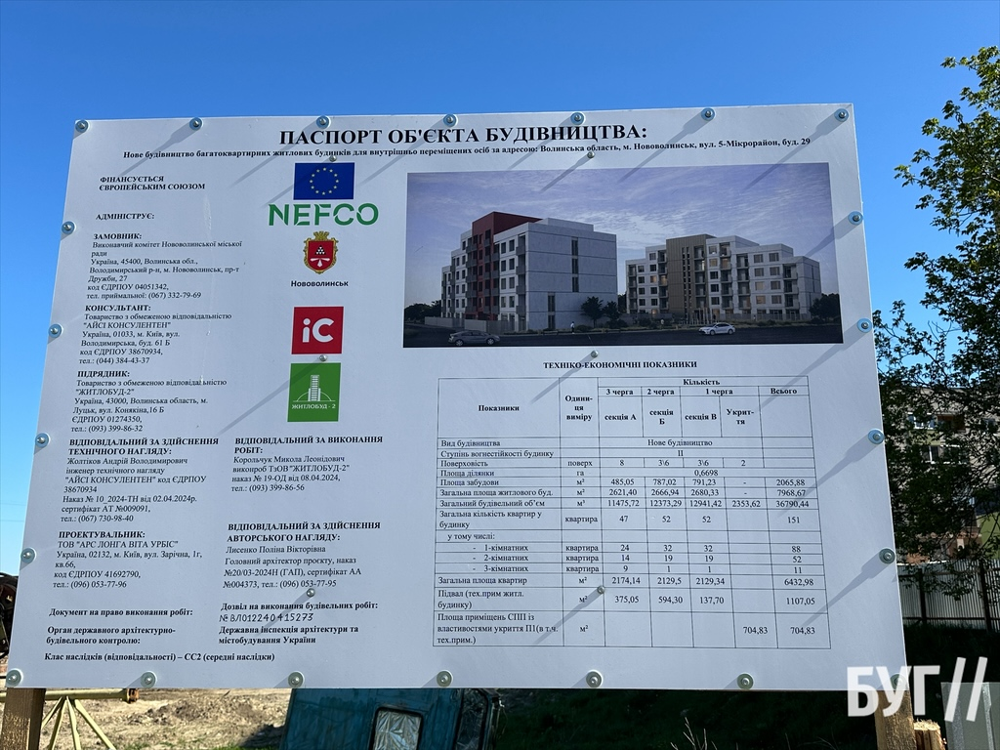 ПАСПОРТ ОБ'ЄКТА БУДІВНИЦТВА:
Нове будівництво багатоквартирних житлових будинків для внутрішньо переміщених осіб за адресою: Волинська область, м. Нововолинськ, вул. 5-Мікрорайон, буд. 29
ФІНАНСУЄТЬСЯ
ЄВРОПЕЙСЬКИМ СОЮЗОМ
АДМІНІСТРУЄ:
NEFCO
Нововолинськ
ЗАМОВНИК:
Виконавчий комітет Нововолинської міської
ради
Україна, 45400, Волинська обл.,
Володимирський р-н, м. Нововолинськ, пр-т
Дружби, 27
код ЄДРПОУ 04051342,
тел. приймальної: (067) 332-79-69
КОНСУЛЬТАНТ:
Товариство з обмеженою відповідальністю
"АЙСІ КОНСУЛЕНТЕН"
Україна, 01033, м. Київ, вул.
Володимирська, буд. 61 Б
код ЄДРПОУ 38670934,
тел.: (044) 384-43-37
iC
ПІДРЯДНИК:
Товариство з обмеженою відповідальністю
"ЖИТЛОБУД-2"
Україна, 43000, Волинська область, м.
Луцьк, вул. Конякіна,16 Б
ЄДРПОУ 01274350,
тел.: (093) 399-86-32
ЖИТЛОБУД - 2
ВІДПОВІДАЛЬНИЙ ЗА ЗДІЙСНЕННЯ
ТЕХНІЧНОГО НАГЛЯДУ:
Жолтіков Андрій Володимирович
інженер технічного нагляду
"АЙСІ КОНСУЛЕНТЕН" код ЄДРПОУ
38670934
Наказ № 10_2024-ТН від 02.04.2024р.
сертифікат АТ №009091,
тел.: (067) 730-98-40
ВІДПОВІДАЛЬНИЙ ЗА ВИКОНАННЯ
РОБІТ:
Корольчук Микола Леонідович
виконроб ТзОВ "ЖИТЛОБУД-2"
наказ № 19-ОД від 08.04.2024,
тел.: (093) 399-86-56
ПРОЕКТУВАЛЬНИК:
ТОВ "АРС ЛОНГА ВІТА УРБІС"
Україна, 02132, м. Київ, вул. Зарічна, 1г,
кв.66,
код ЄДРПОУ 41692790,
тел.: (096) 053-77-96
ВІДПОВІДАЛЬНИЙ ЗА ЗДІЙСНЕННЯ
АВТОРСЬКОГО НАГЛЯДУ:
Лисенко Поліна Вікторівна
Головний архітектор проєкту, наказ
№20/03-2024Н (ГАП), сертифікат АА
№004373, тел.: (096) 053-77-95
Документ на право виконання робіт:
Дозвіл на виконання будівельних робіт:
№ ВЛ012240415273
Орган державного архітектурно-
будівельного контролю:
Державна інспекція архітектури та
містобудування України
Клас наслідків (відповідальності) – СС2 (середні наслідки)
ТЕХНІКО-ЕКОНОМІЧНІ ПОКАЗНИКИ
Показники Одини-ця виміру Кількість
3 черга 2 черга 1 черга Всього
секція А секція Б секція В Укрит-тя
Вид будівництва Нове будівництво
Ступінь вогнестійкості будинку II
Поверховість поверх 8 3\6 3\6 2
Площа ділянки га 0,6698
Площа забудови м² 485,05 787,02 791,23 - 2065,88
Загальна площа житлового буд. м² 2621,40 2666,94 2680,33 - 7968,67
Загальний будівельний об'єм м³ 11475,72 12373,29 12941,42 2353,62 36790,44
Загальна кількість квартир у будинку квартира 47 52 52 151
у тому числі:
- 1-кімнатних квартира 24 32 32 88
- 2-кімнатних квартира 14 19 19 52
- 3-кімнатних квартира 9 1 1 11
Загальна площа квартир м² 2174,14 2129,5 2129,34 6432,98
Підвал (тех.прим житл. будинку) м² 375,05 594,30 137,70 1107,05
Площа приміщень СПП із властивостями укриття П1(в т.ч. тех.прим.) м² 704,83 704,83
БУГ//